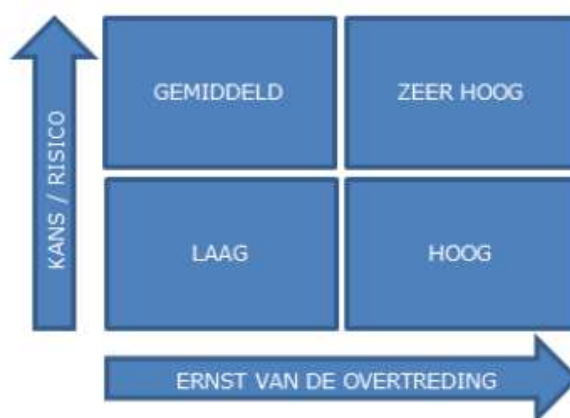 GEMIDDELD
ZEER HOOG
KANS / RISICO
LAAG
HOOG
ERNST VAN DE OVERTREDING